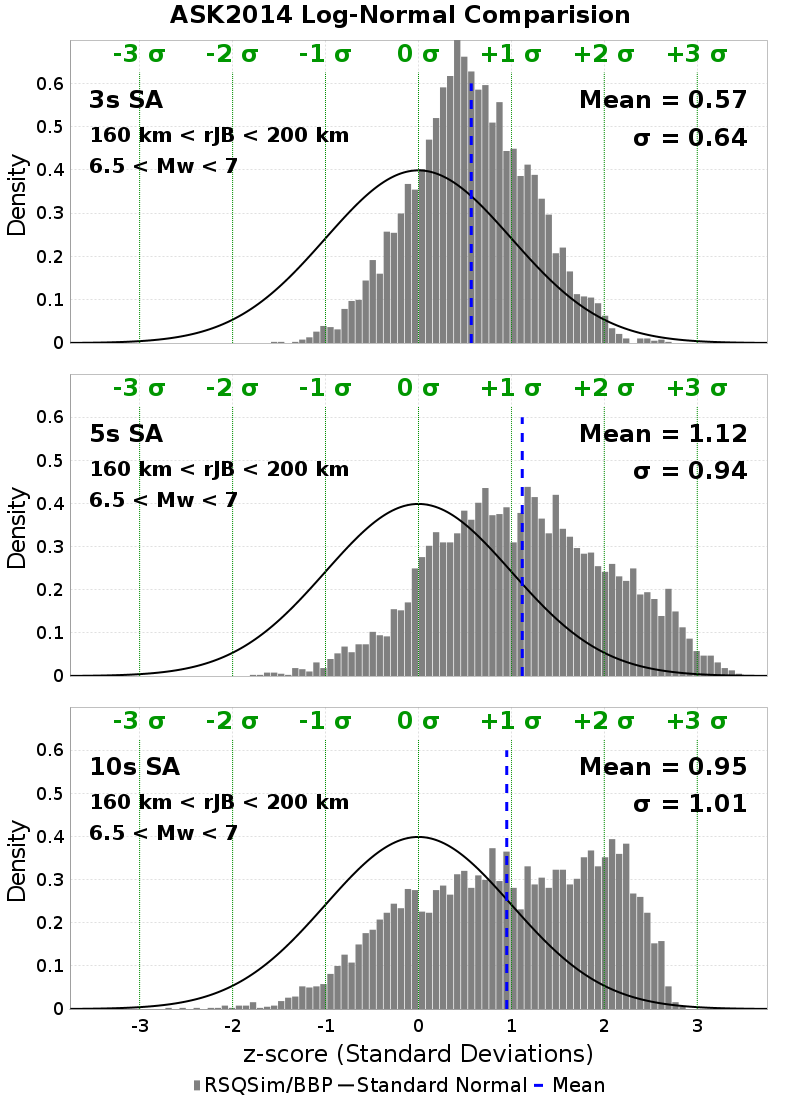 ASK2014 Log-Normal Comparision
-3 σ -2 σ -1 σ 0 σ +1 σ +2 σ +3 σ
3s SA
160 km < rJB < 200 km
6.5 < Mw < 7
Mean = 0.57
σ = 0.64
Density
0.6
0.5
0.4
0.3
0.2
0.1
0
-3 σ -2 σ -1 σ 0 σ +1 σ +2 σ +3 σ
5s SA
160 km < rJB < 200 km
6.5 < Mw < 7
Mean = 1.12
σ = 0.94
Density
0.6
0.5
0.4
0.3
0.2
0.1
0
-3 σ -2 σ -1 σ 0 σ +1 σ +2 σ +3 σ
10s SA
160 km < rJB < 200 km
6.5 < Mw < 7
Mean = 0.95
σ = 1.01
Density
0.6
0.5
0.4
0.3
0.2
0.1
0
-3 -2 -1 0 1 2 3
z-score (Standard Deviations)
RSQSim/BBP Standard Normal Mean